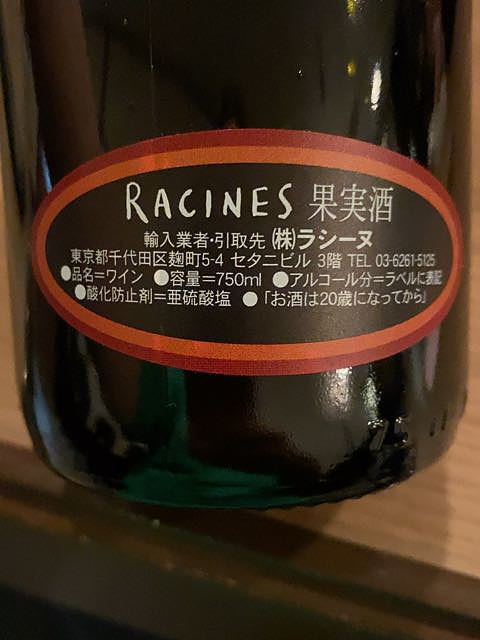 RACINES 果実酒
輸入業者・引取先 (株)ラシーヌ
東京都千代田区麹町5-4 セタニビル 3階 TEL 03-6261-5125
●品名=ワイン ●容量=750ml ●アルコール分=ラベルに表記
●酸化防止剤=亜硫酸塩 ●「お酒は20歳になってから」
75